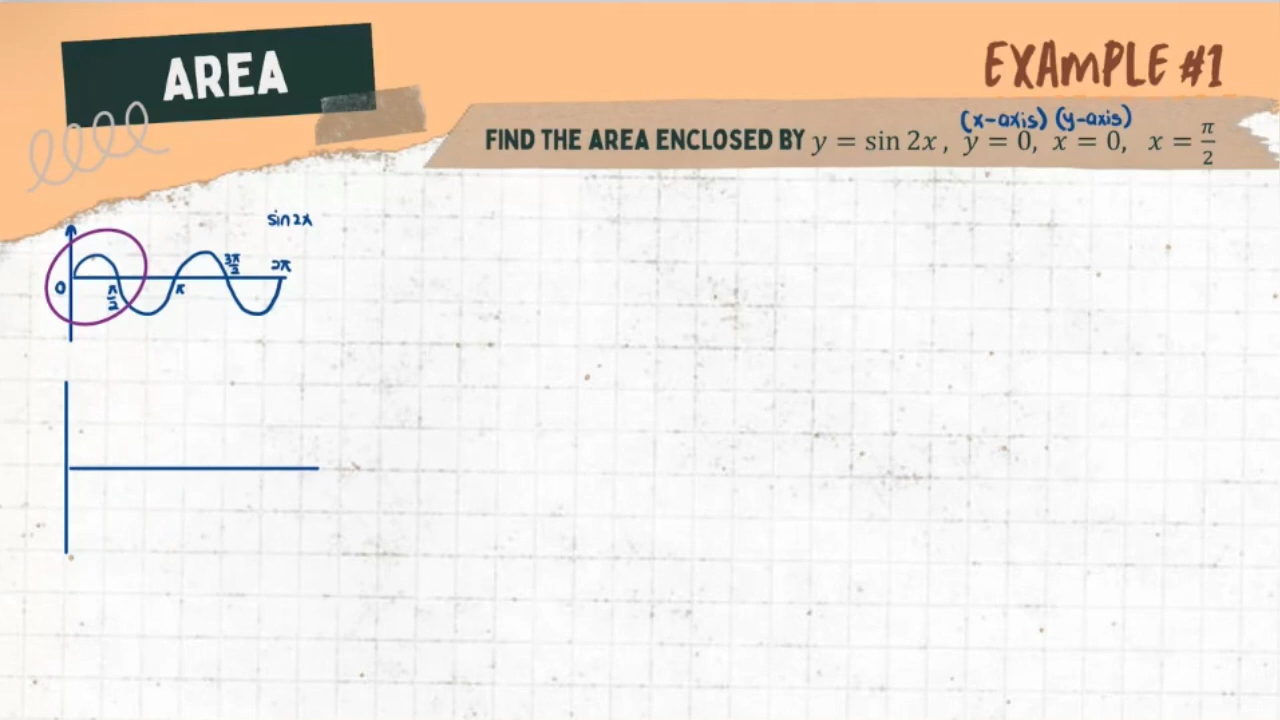 AREA
EXAMPLE #1
(x-axis) (y-axis)
FIND THE AREA ENCLOSED BY y = sin 2x, y = 0, x = 0, x = π/2
sin 2x
0 π/2 π 3π/2 2π